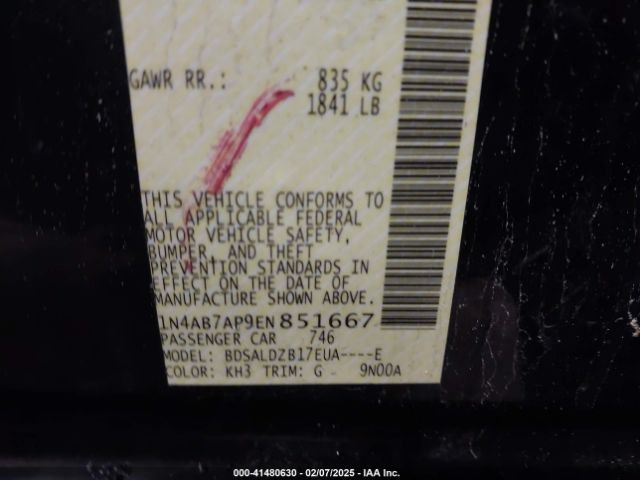 GAWR RR.: 835 KG
1841 LB
THIS VEHICLE CONFORMS TO
ALL APPLICABLE FEDERAL
MOTOR VEHICLE SAFETY,
BUMPER, AND THEFT
PREVENTION STANDARDS IN
EFFECT ON THE DATE OF
MANUFACTURE SHOWN ABOVE.
1N4AB7AP9EN851667
PASSENGER CAR 746
MODEL: BDSALDZB17EUA----E
COLOR: KH3 TRIM: G 9N00A
000-41480630 - 02/07/2025 - IAA Inc.